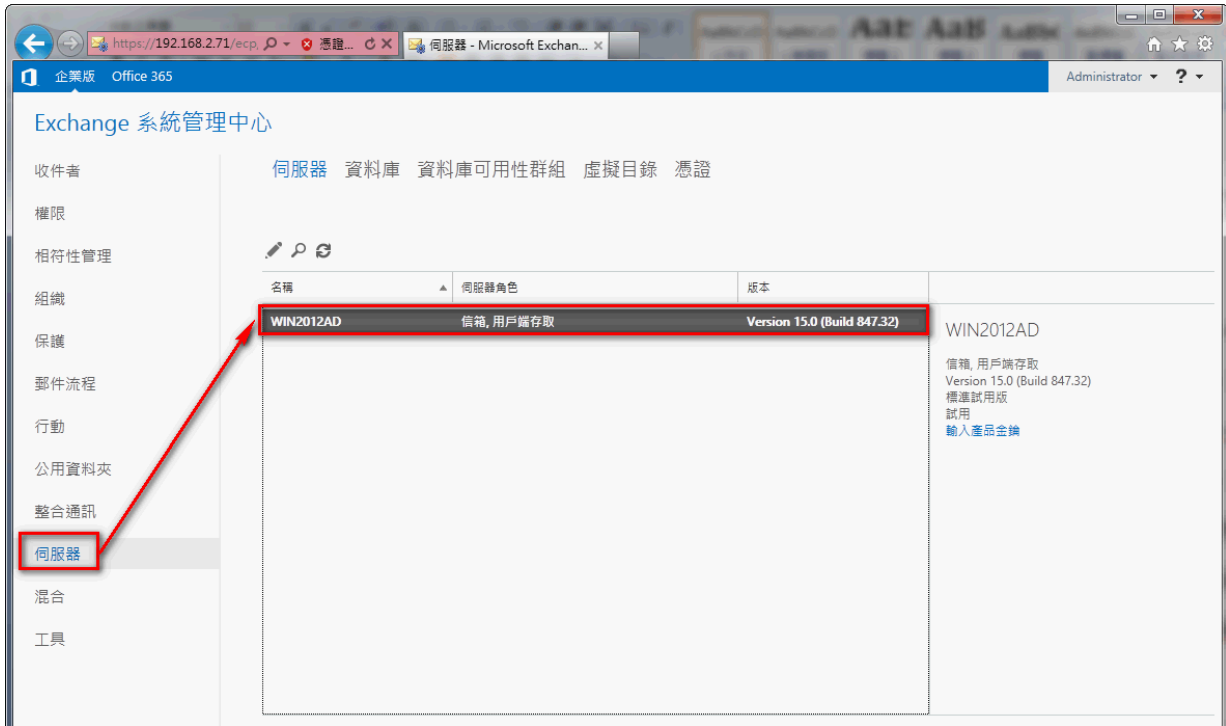 https://192.168.2.71/ecp, 憑證... 伺服器 - Microsoft Exchan...
企業版 Office 365 Administrator ?
Exchange 系統管理中心
收件者
權限
相符性管理
組織
保護
郵件流程
行動
公用資料夾
整合通訊
伺服器
混合
工具
伺服器 資料庫 資料庫可用性群組 虛擬目錄 憑證
名稱 伺服器角色 版本
WIN2012AD 信箱, 用戶端存取 Version 15.0 (Build 847.32)
WIN2012AD
信箱, 用戶端存取
Version 15.0 (Build 847.32)
標準試用版
試用
輸入產品金鑰